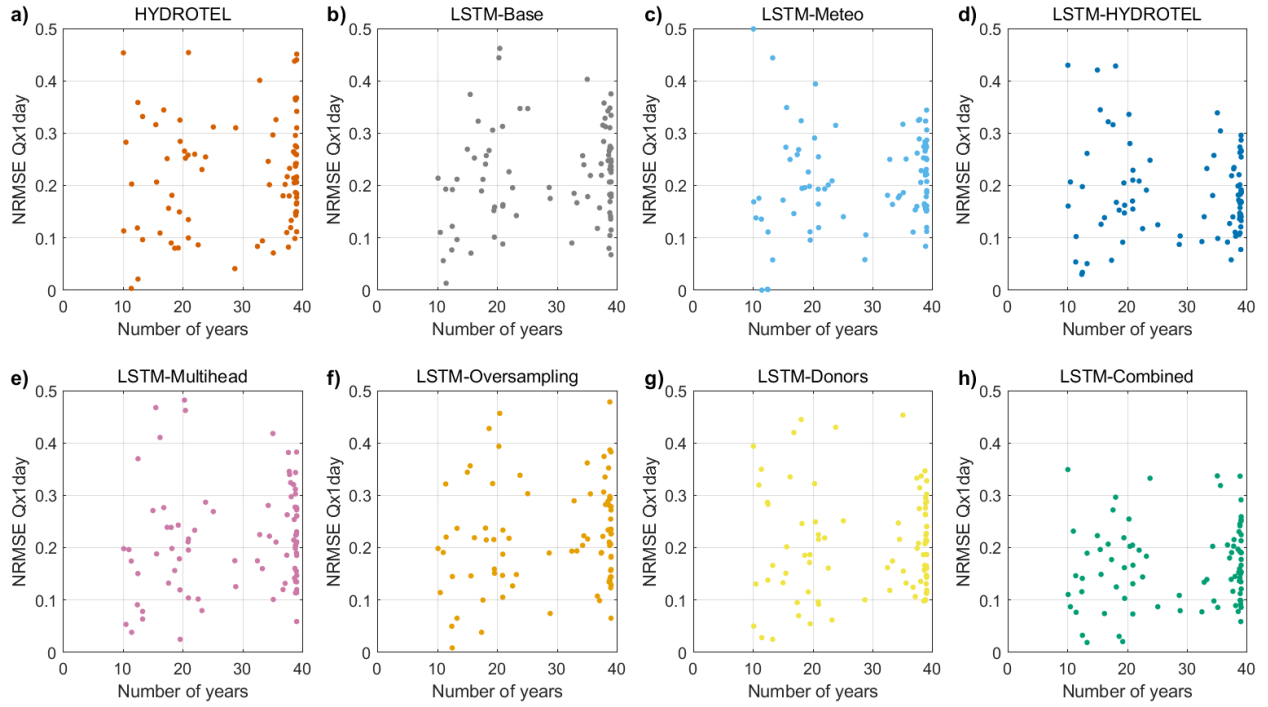 a) HYDROTEL
0.5
0.4
0.3
0.2
0.1
0
NRMSE Qx1day
0 10 20 30 40
Number of years
b) LSTM-Base
0.5
0.4
0.3
0.2
0.1
0
NRMSE Qx1day
0 10 20 30 40
Number of years
c) LSTM-Meteo
0.5
0.4
0.3
0.2
0.1
0
NRMSE Qx1day
0 10 20 30 40
Number of years
d) LSTM-HYDROTEL
0.5
0.4
0.3
0.2
0.1
0
NRMSE Qx1day
0 10 20 30 40
Number of years
e) LSTM-Multihead
0.5
0.4
0.3
0.2
0.1
0
NRMSE Qx1day
0 10 20 30 40
Number of years
f) LSTM-Oversampling
0.5
0.4
0.3
0.2
0.1
0
NRMSE Qx1day
0 10 20 30 40
Number of years
g) LSTM-Donors
0.5
0.4
0.3
0.2
0.1
0
NRMSE Qx1day
0 10 20 30 40
Number of years
h) LSTM-Combined
0.5
0.4
0.3
0.2
0.1
0
NRMSE Qx1day
0 10 20 30 40
Number of years